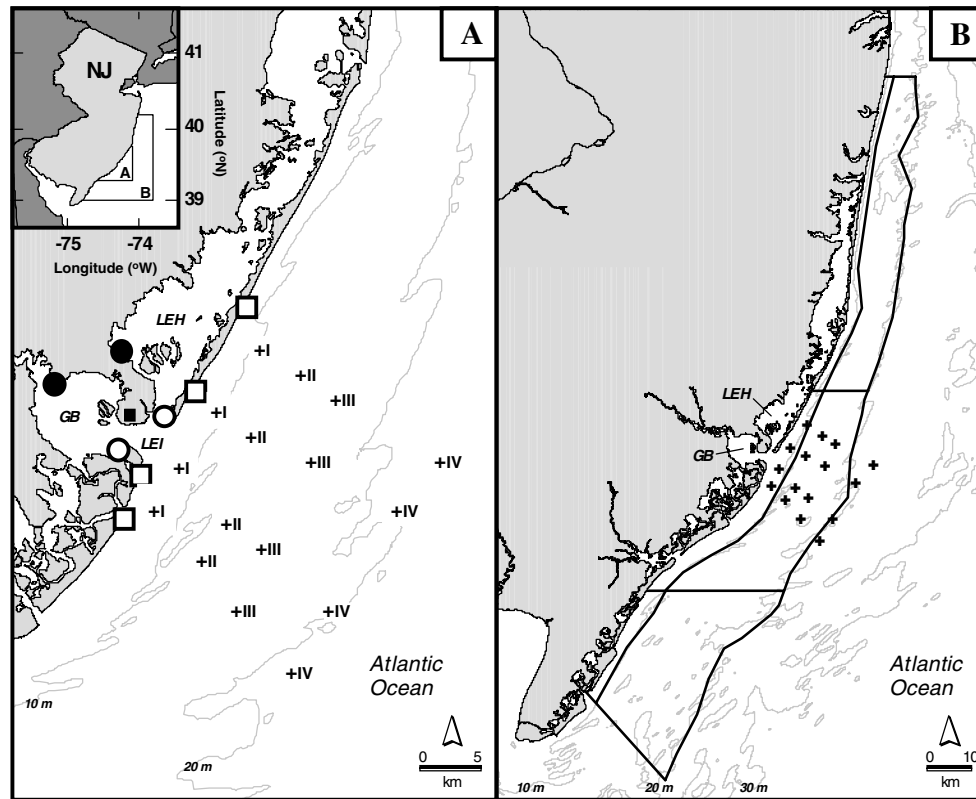 A
NJ
41
40
39
Latitude (ºN)
A
B
-75 -74
Longitude (ºW)
LEH
GB
LEI
+I
+II
+III
+I
+II
+III
+IV
+I
+I
+II
+III
+IV
+II
+III
+IV
+IV
Atlantic
Ocean
10 m
20 m
0 5
km
B
LEH
GB
Atlantic
Ocean
10 m 20 m 30 m
0 10
km